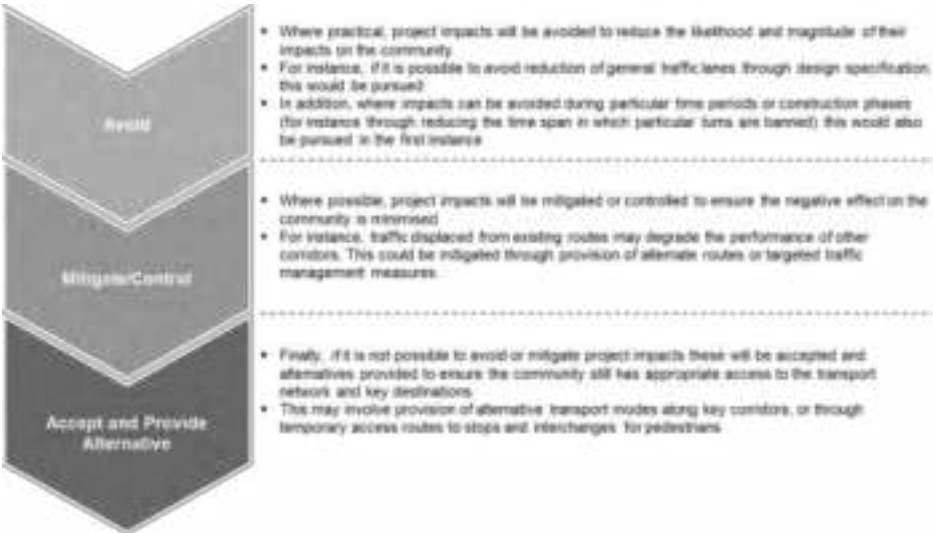 Avoid
• Where practical, project impacts will be avoided to reduce the likelihood and magnitude of their
impacts on the community
• For instance, if it is possible to avoid reduction of general traffic lanes through design specification
this would be pursued
• In addition, where impacts can be avoided during particular time periods or construction phases
(for instance through reducing the time span in which particular turns are banned) this would also
be pursued in the first instance
Mitigate/Control
• Where possible, project impacts will be mitigated or controlled to ensure the negative effect on the
community is minimised
• For instance, traffic displaced from existing routes may degrade the performance of other
corridors. This could be mitigated through provision of alternate routes or targeted traffic
management measures.
Accept and Provide
Alternative
• Finally, if it is not possible to avoid or mitigate project impacts these will be accepted and
alternatives provided to ensure the community still has appropriate access to the transport
network and key destinations
• This may involve provision of alternative transport modes along key corridors, or through
temporary access routes to stops and interchanges for pedestrians